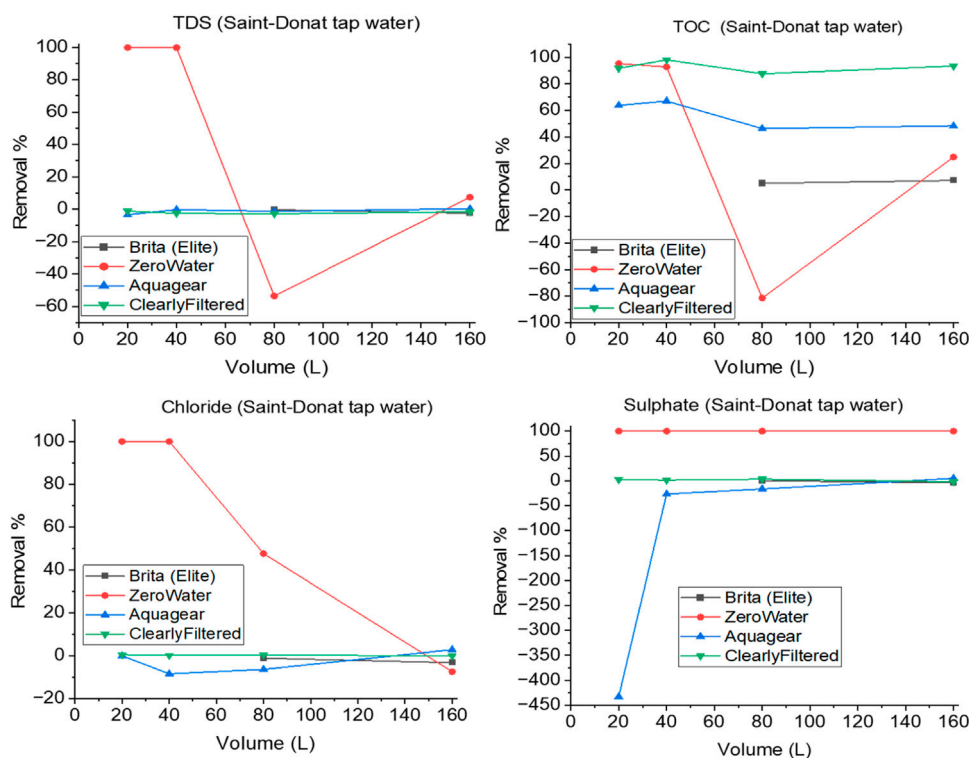 TDS (Saint-Donat tap water)
Removal %
100
80
60
40
20
0
−20
−40
−60
Brita (Elite)
ZeroWater
Aquagear
ClearlyFiltered
0 20 40 60 80 100 120 140 160
Volume (L)
TOC (Saint-Donat tap water)
Removal %
100
80
60
40
20
0
−20
−40
−60
−80
−100
Brita (Elite)
ZeroWater
Aquagear
ClearlyFiltered
0 20 40 60 80 100 120 140 160
Volume (L)
Chloride (Saint-Donat tap water)
Removal %
100
80
60
40
20
0
−20
Brita (Elite)
ZeroWater
Aquagear
ClearlyFiltered
0 20 40 60 80 100 120 140 160
Volume (L)
Sulphate (Saint-Donat tap water)
Removal %
100
50
0
−50
−100
−150
−200
−250
−300
−350
−400
−450
Brita (Elite)
ZeroWater
Aquagear
ClearlyFiltered
0 20 40 60 80 100 120 140 160
Volume (L)